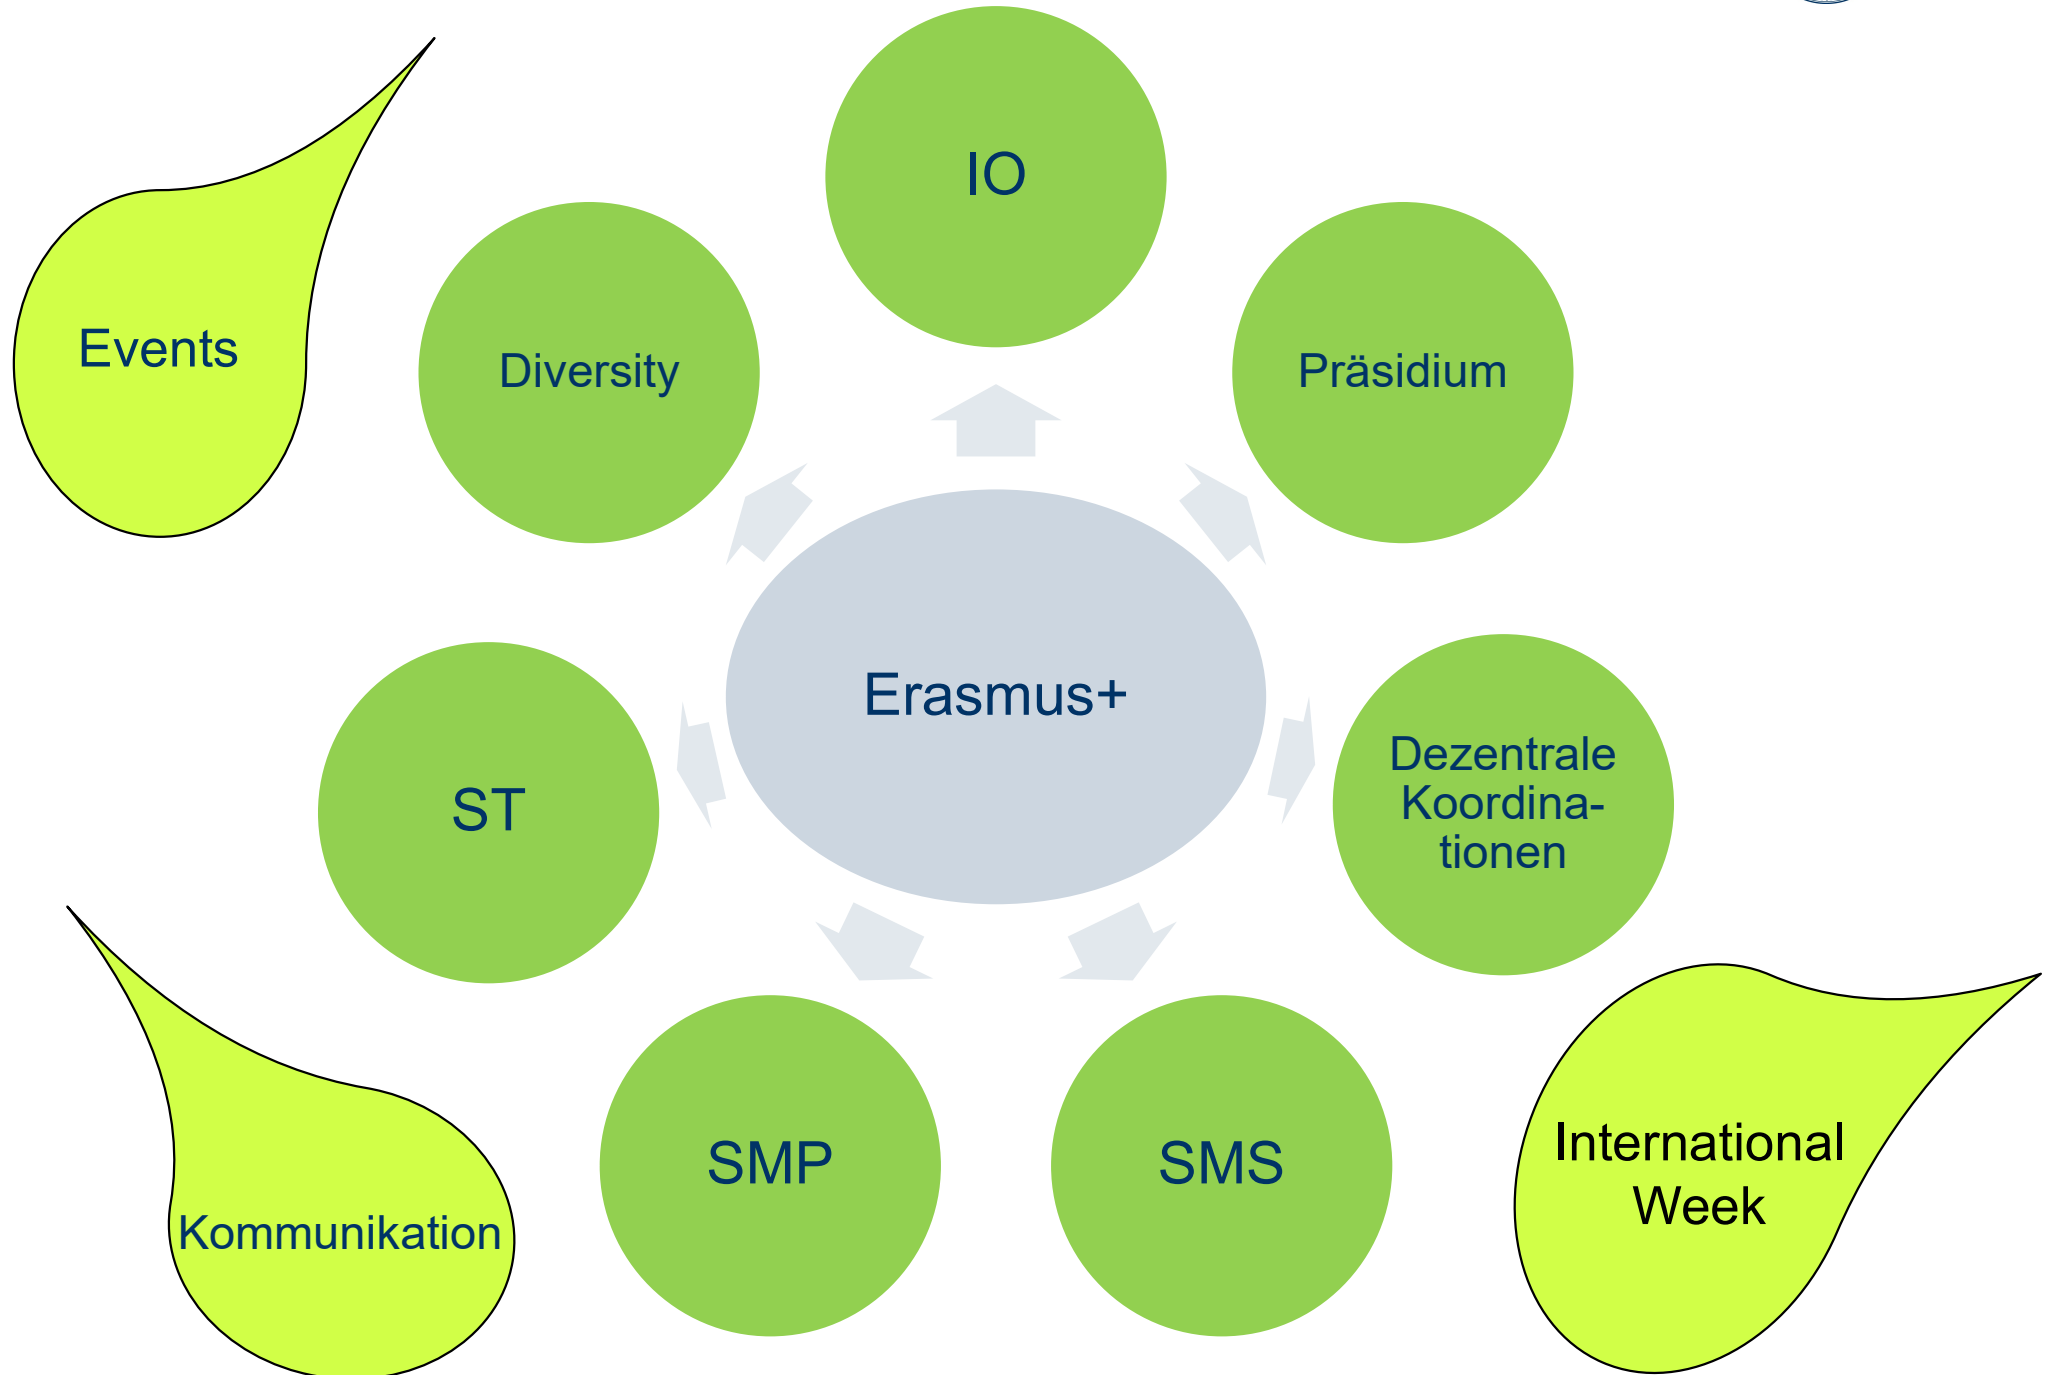 IO
Events
Diversity
Präsidium
Erasmus+
Dezentrale
Koordina-
tionen
ST
SMP
SMS
International
Week
Kommunikation